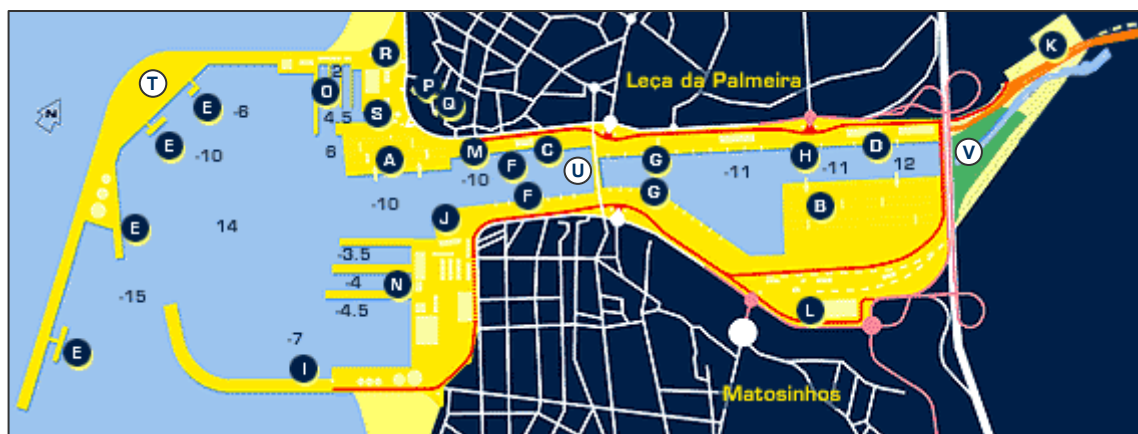 K
R
T
2
Leça da Palmeira
O
P
Q
E
-6
4.5
S
M
C
G
H
D
V
E
-10
6
A
F
U
-11
-11
12
-10
F
G
B
-10
J
E
14
-3.5
-4
N
-15
-4.5
L
-7
E
I
Matosinhos
N